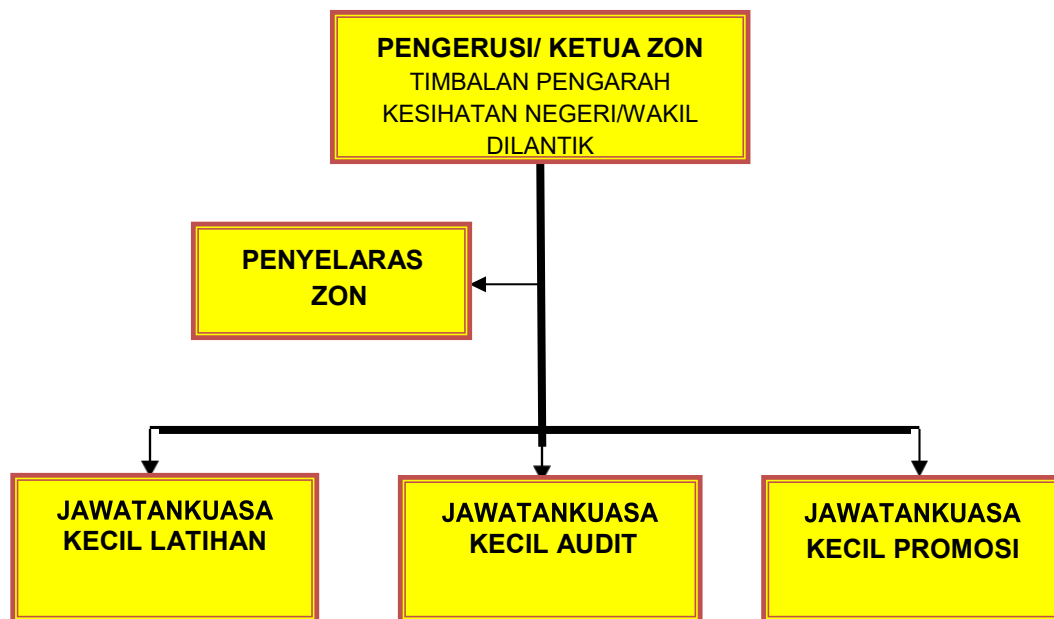 PENGERUSI/ KETUA ZON
TIMBALAN PENGARAH
KESIHATAN NEGERI/WAKIL
DILANTIK
PENYELARAS
ZON
JAWATANKUASA
KECIL LATIHAN
JAWATANKUASA
KECIL AUDIT
JAWATANKUASA
KECIL PROMOSI